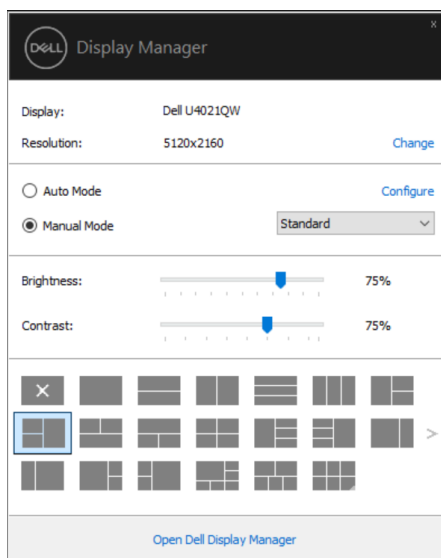 x
DELL Display Manager
Display: Dell U4021QW
Resolution: 5120x2160 Change
Auto Mode Configure
Manual Mode Standard
Brightness: 75%
Contrast: 75%
Open Dell Display Manager